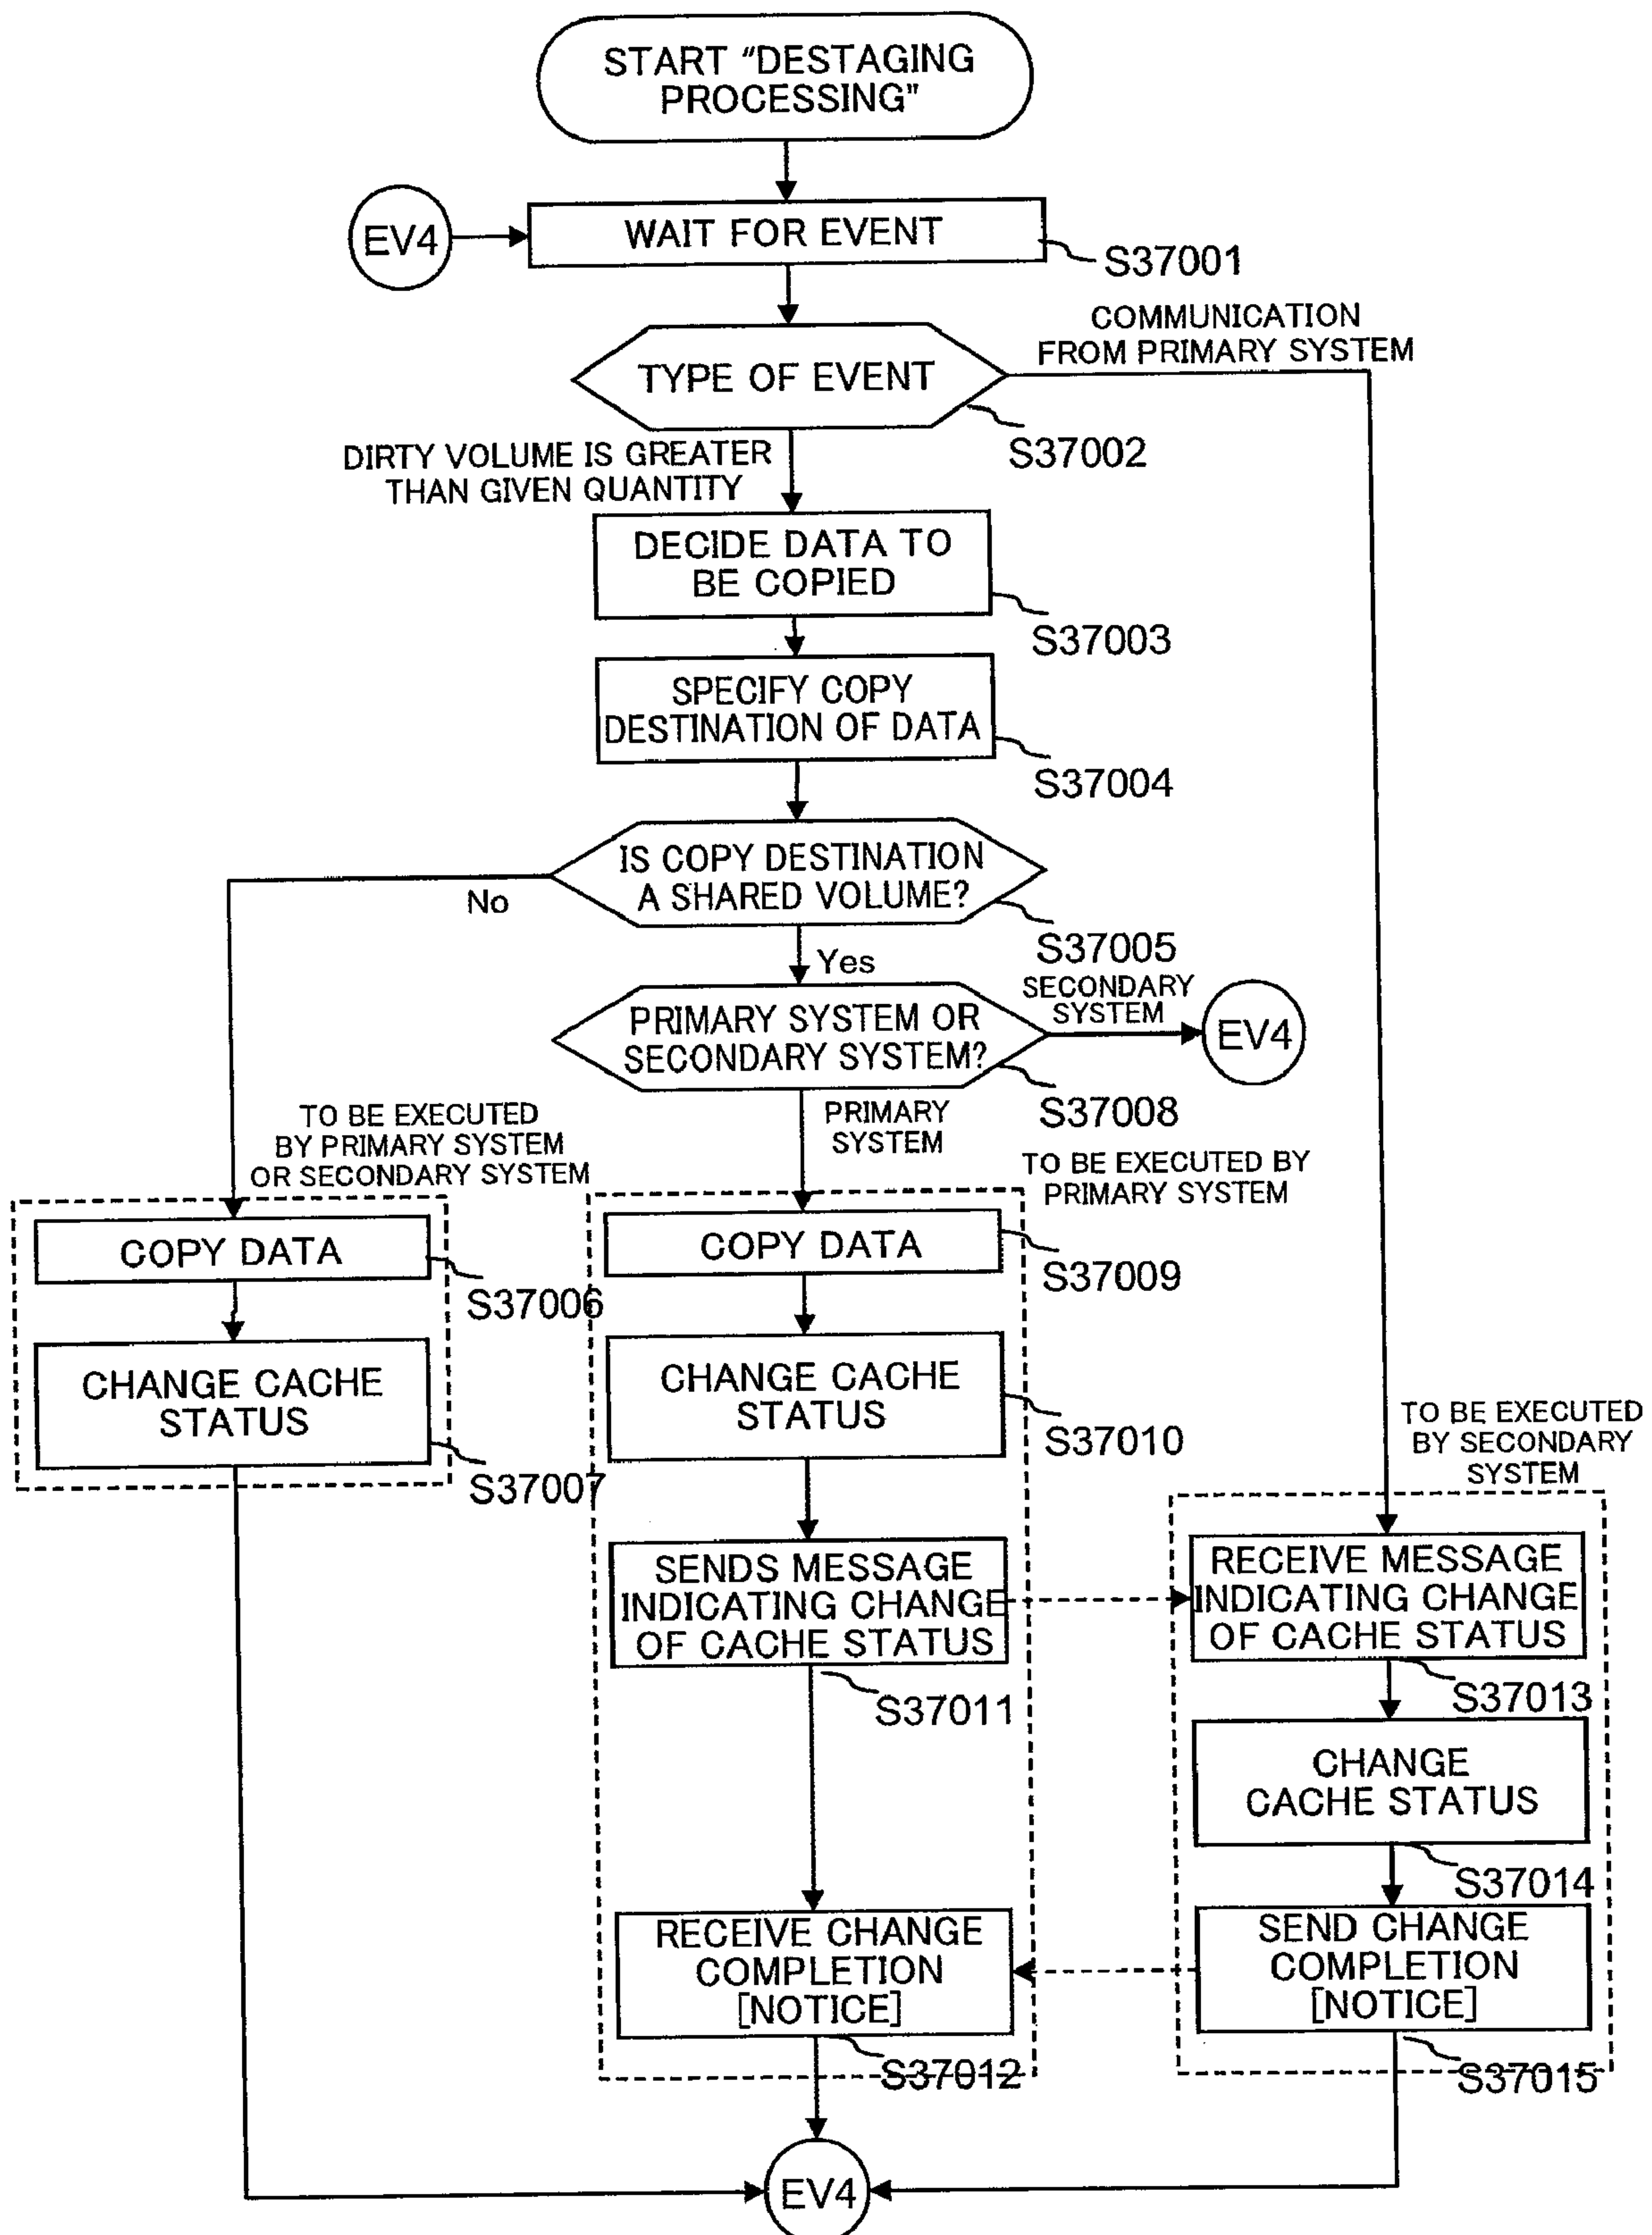 START "DESTAGING
PROCESSING"
EV4
WAIT FOR EVENT
S37001
COMMUNICATION
FROM PRIMARY SYSTEM
TYPE OF EVENT
S37002
DIRTY VOLUME IS GREATER
THAN GIVEN QUANTITY
DECIDE DATA TO
BE COPIED
S37003
SPECIFY COPY
DESTINATION OF DATA
S37004
IS COPY DESTINATION
A SHARED VOLUME?
No
S37005
Yes
SECONDARY
SYSTEM
PRIMARY SYSTEM OR
SECONDARY SYSTEM?
EV4
S37008
PRIMARY
SYSTEM
TO BE EXECUTED
BY PRIMARY SYSTEM
OR SECONDARY SYSTEM
TO BE EXECUTED BY
PRIMARY SYSTEM
COPY DATA
S37006
COPY DATA
S37009
CHANGE CACHE
STATUS
S37007
CHANGE CACHE
STATUS
S37010
TO BE EXECUTED
BY SECONDARY
SYSTEM
SENDS MESSAGE
INDICATING CHANGE
OF CACHE STATUS
S37011
RECEIVE MESSAGE
INDICATING CHANGE
OF CACHE STATUS
S37013
CHANGE
CACHE STATUS
S37014
RECEIVE CHANGE
COMPLETION
[NOTICE]
S37012
SEND CHANGE
COMPLETION
[NOTICE]
S37015
EV4